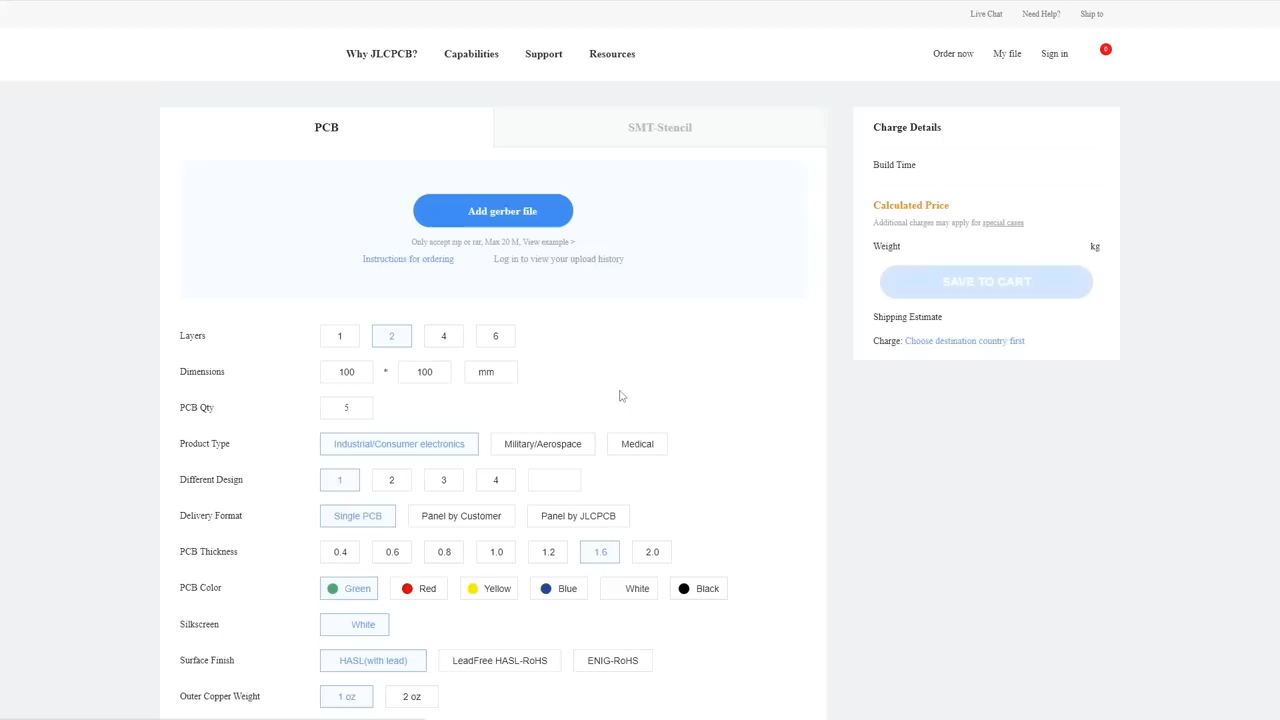 Live Chat Need Help? Ship to
Why JLCPCB? Capabilities Support Resources Order now My file Sign in 0
PCB SMT-Stencil
Add gerber file
Only accept zip or rar, Max 20 M, View example >
Instructions for ordering Log in to view your upload history
Layers 1 2 4 6
Dimensions 100 * 100 mm
PCB Qty 5
Product Type Industrial/Consumer electronics Military/Aerospace Medical
Different Design 1 2 3 4
Delivery Format Single PCB Panel by Customer Panel by JLCPCB
PCB Thickness 0.4 0.6 0.8 1.0 1.2 1.6 2.0
PCB Color Green Red Yellow Blue White Black
Silkscreen White
Surface Finish HASL(with lead) LeadFree HASL-RoHS ENIG-RoHS
Outer Copper Weight 1 oz 2 oz
Charge Details
Build Time
Calculated Price
Additional charges may apply for special cases
Weight kg
SAVE TO CART
Shipping Estimate
Charge: Choose destination country first